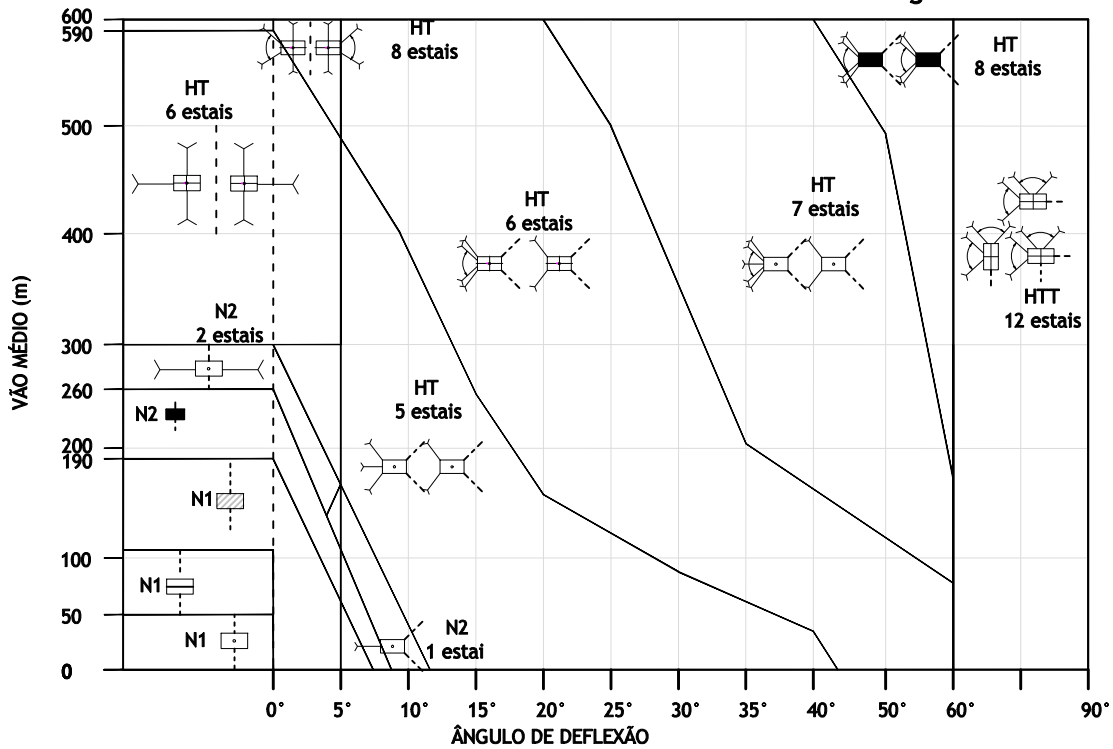 600
590
500
400
300
260
200
190
100
50
0
VÃO MÉDIO (m)
HT
8 estais
HT
8 estais
HT
6 estais
HT
6 estais
HT
7 estais
HTT
12 estais
N2
2 estais
N2
HT
5 estais
N1
N1
N1
N2
1 estai
0° 5° 10° 15° 20° 25° 30° 35° 40° 50° 60° 90°
ÂNGULO DE DEFLEXÃO